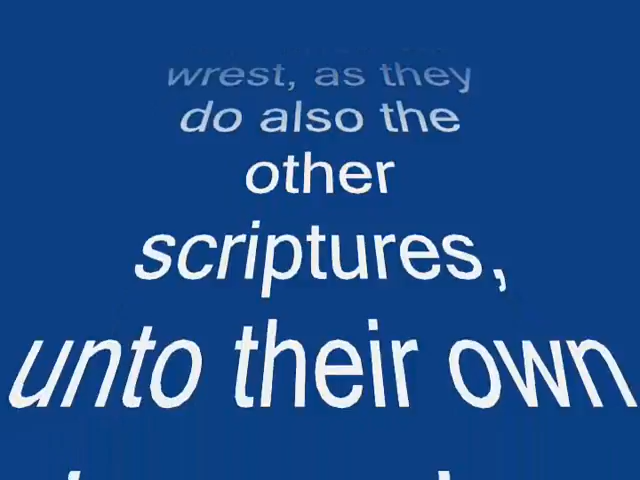 wrest, as they
do also the
other
scriptures,
unto their own